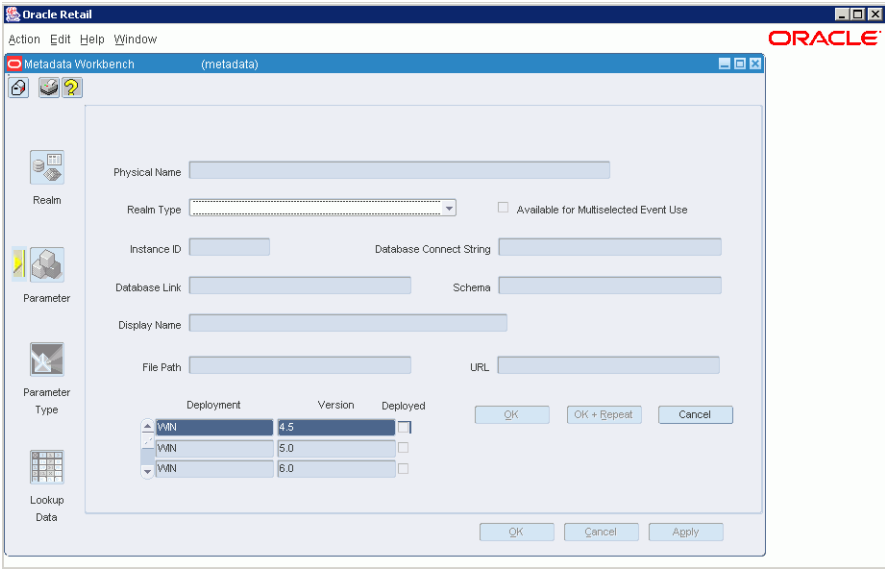 Oracle Retail
Action Edit Help Window
ORACLE
Metadata Workbench (metadata)
Physical Name
Realm
Realm Type
Available for Multiselected Event Use
Instance ID
Database Connect String
Parameter
Database Link
Schema
Display Name
File Path
URL
Parameter
Type
Deployment Version Deployed
WIN 4.5
WIN 5.0
WIN 6.0
OK OK + Repeat Cancel
Lookup
Data
OK Cancel Apply